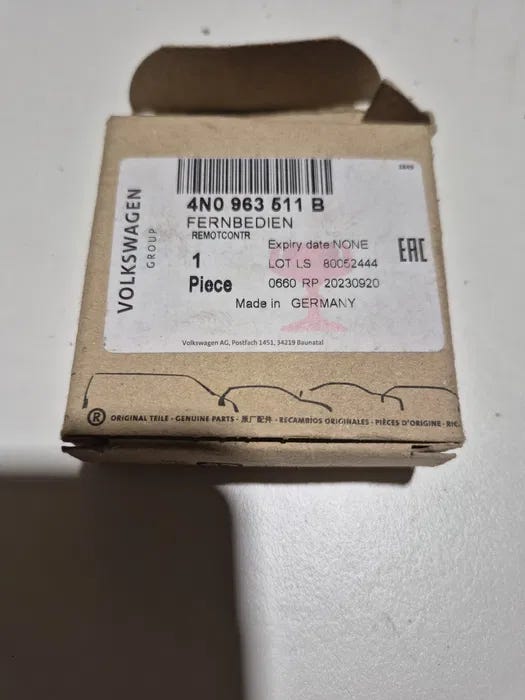 VOLKSWAGEN
GROUP
4N0 963 511 B
FERNBEDIEN
REMOTCONTR
1
Piece
Expiry date NONE
LOT LS 80052444
0660 RP 20230920
Made in GERMANY
EAC
Volkswagen AG, Postfach 1451, 34219 Baunatal
® ORIGINAL TEILE · GENUINE PARTS · 原厂配件 · RECAMBIOS ORIGINALES · PIÈCES D'ORIGINE · RIC